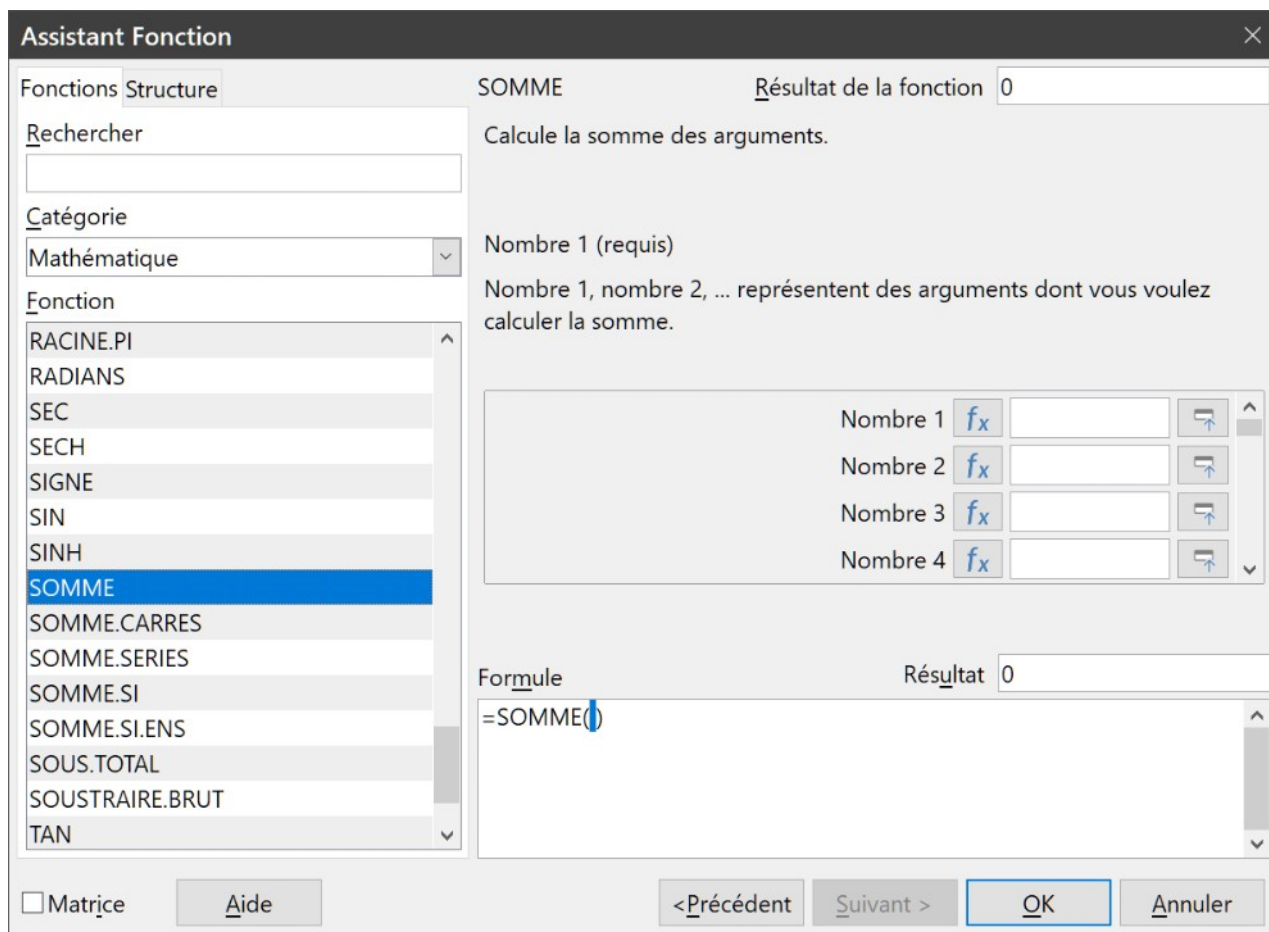 Assistant Fonction
Fonctions Structure
Rechercher
Catégorie
Mathématique
Fonction
RACINE.PI
RADIANS
SEC
SECH
SIGNE
SIN
SINH
SOMME
SOMME.CARRES
SOMME.SERIES
SOMME.SI
SOMME.SI.ENS
SOUS.TOTAL
SOUSTRAIRE.BRUT
TAN
SOMME
Résultat de la fonction 0
Calcule la somme des arguments.
Nombre 1 (requis)
Nombre 1, nombre 2, ... représentent des arguments dont vous voulez
calculer la somme.
Nombre 1 fx
Nombre 2 fx
Nombre 3 fx
Nombre 4 fx
Formule
Résultat 0
=SOMME()
Matrice
Aide
<Précédent
Suivant >
OK
Annuler